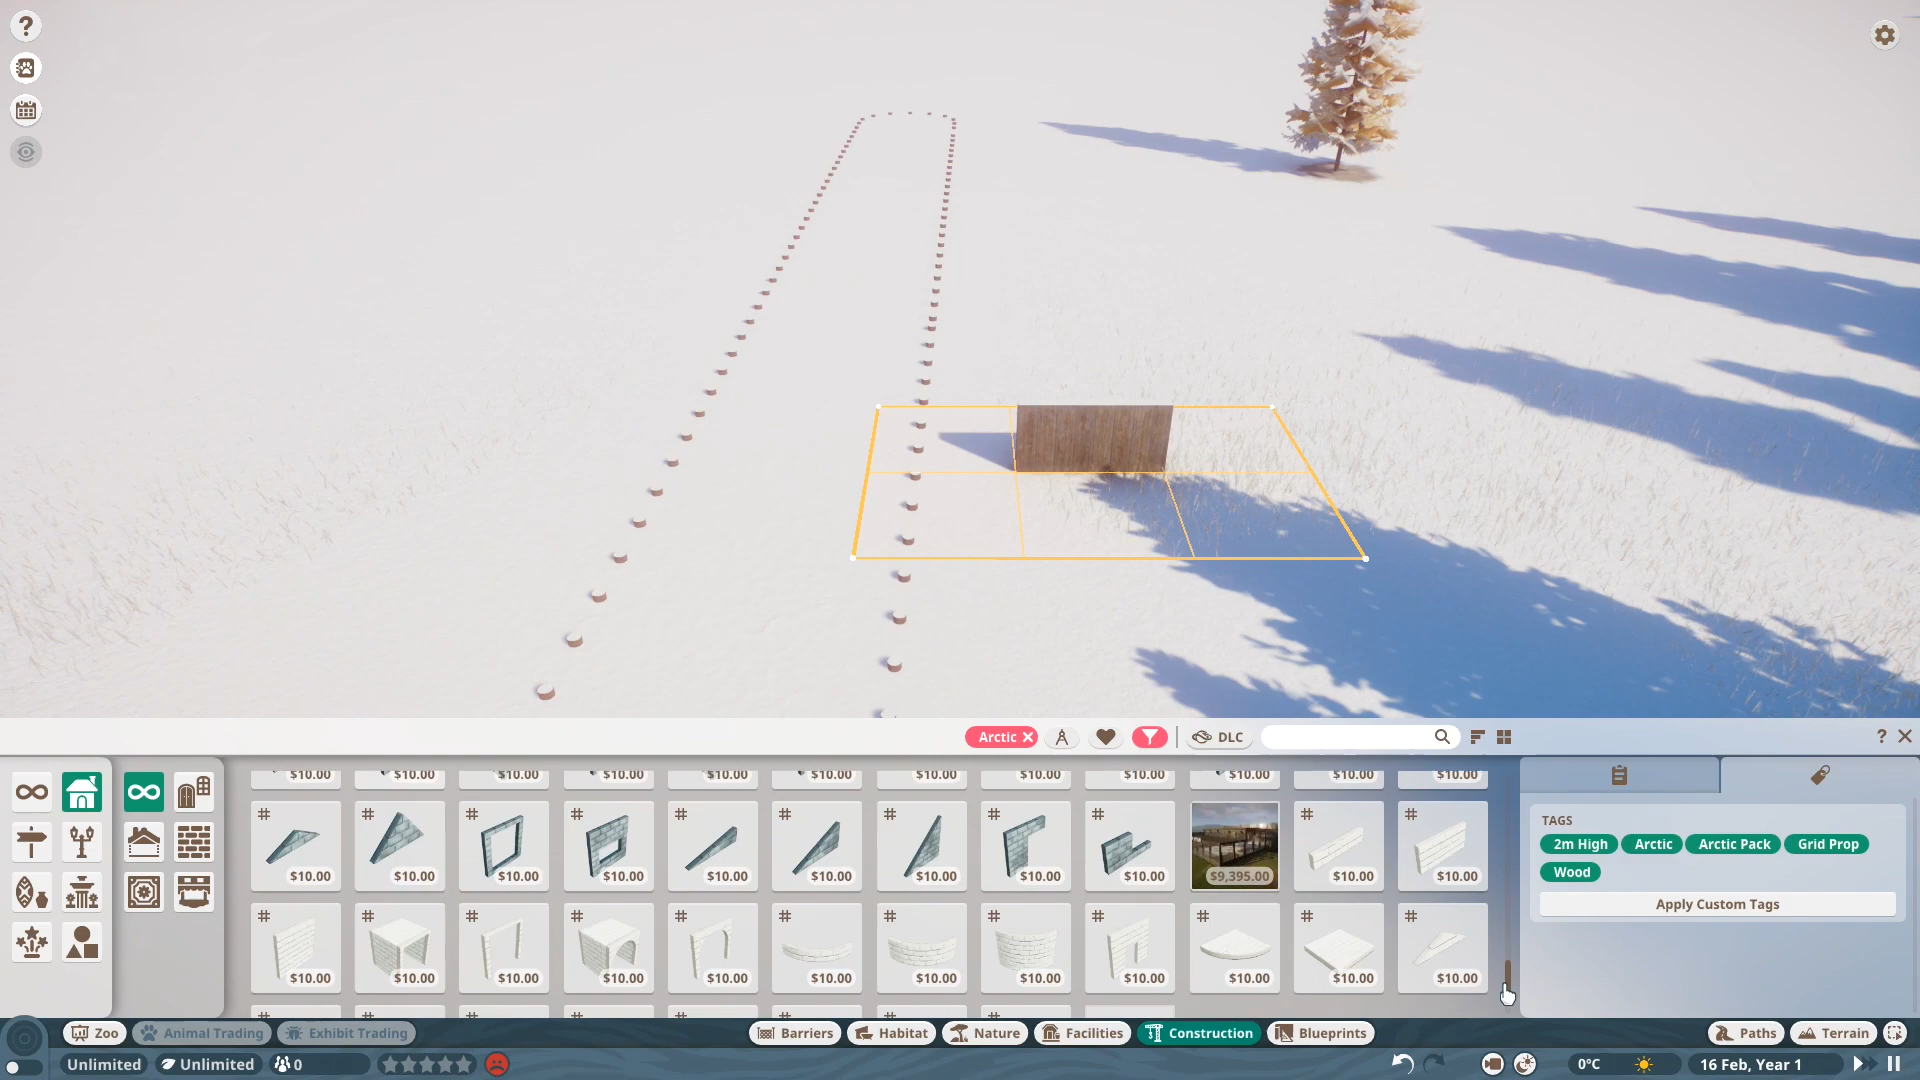 ?
Arctic
DLC
?
$10.00 $10.00 $10.00 $10.00 $10.00 $10.00 $10.00 $10.00 $10.00 $10.00 $10.00 $10.00
$10.00 $10.00 $10.00 $10.00 $10.00 $10.00 $10.00 $10.00 $10.00 $9,395.00 $10.00 $10.00
$10.00 $10.00 $10.00 $10.00 $10.00 $10.00 $10.00 $10.00 $10.00 $10.00 $10.00 $10.00
TAGS
2m High Arctic Arctic Pack Grid Prop
Wood
Apply Custom Tags
Zoo Animal Trading Exhibit Trading Barriers Habitat Nature Facilities Construction Blueprints Paths Terrain
Unlimited Unlimited 0 0°C 16 Feb, Year 1